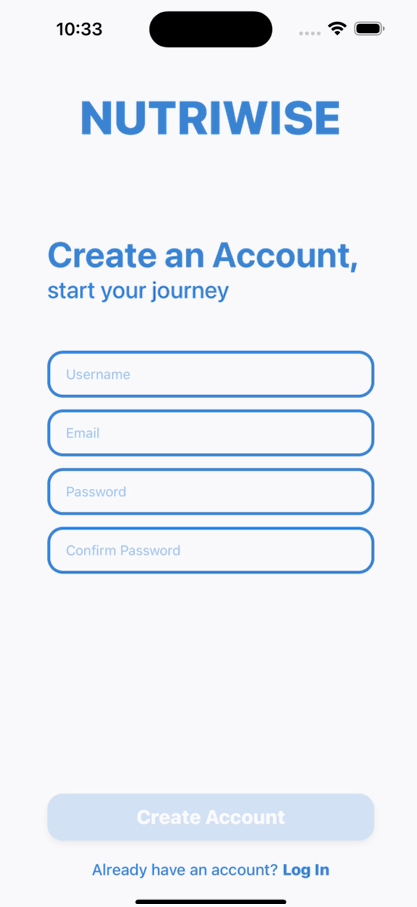 10:33
NUTRIWISE
Create an Account,
start your journey
Username
Email
Password
Confirm Password
Create Account
Already have an account? Log In